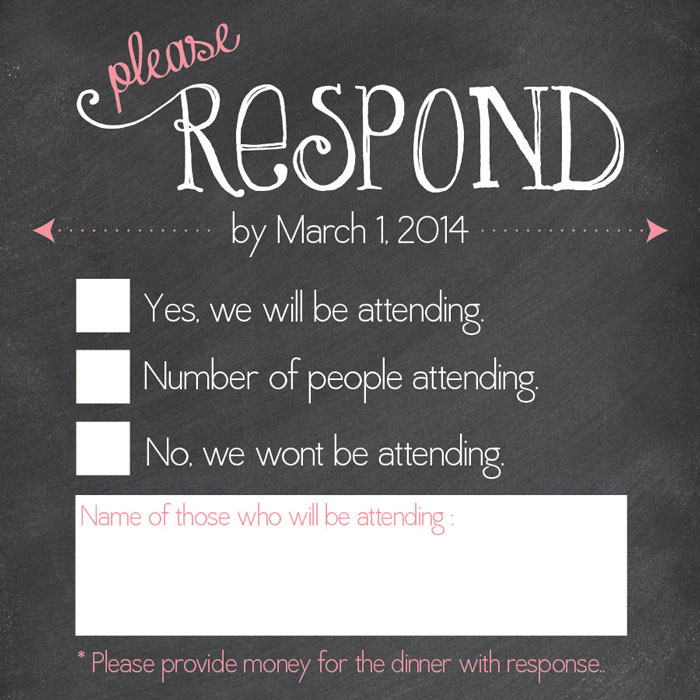 please
RESPOND
by March 1, 2014
Yes, we will be attending.
Number of people attending.
No, we wont be attending.
Name of those who will be attending :
* Please provide money for the dinner with response..